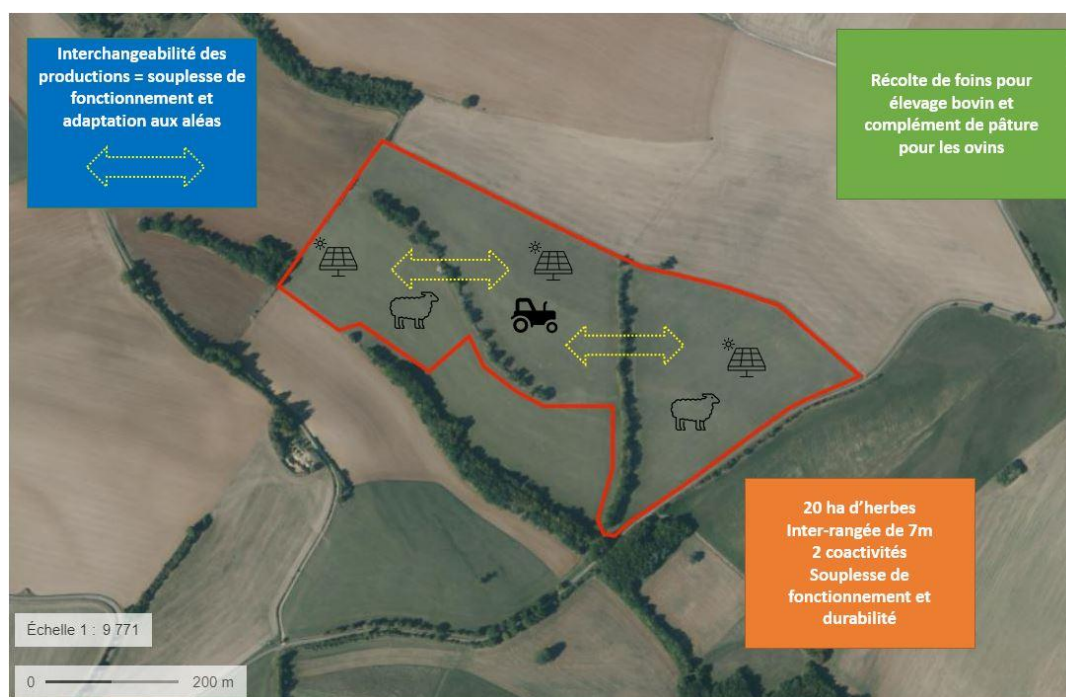 Interchangeabilité des
productions = souplesse de
fonctionnement et
adaptation aux aléas
Récolte de foins pour
élevage bovin et
complément de pâture
pour les ovins
20 ha d'herbes
Inter-rangée de 7m
2 coactivités
Souplesse de
fonctionnement et
durabilité
Échelle 1 : 9 771
0 200 m